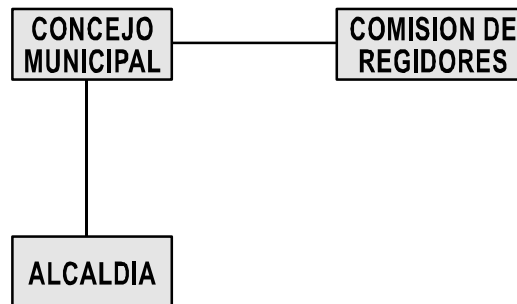 CONCEJO
MUNICIPAL
COMISION DE
REGIDORES
ALCALDIA